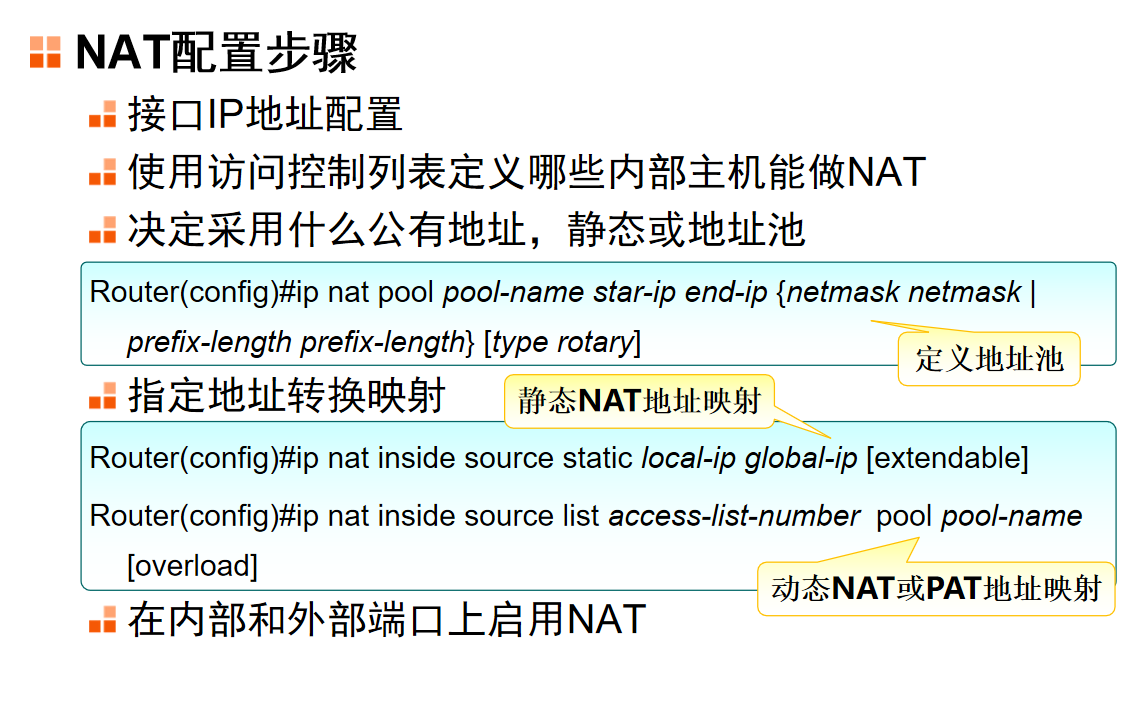 NAT配置步骤
接口IP地址配置
使用访问控制列表定义哪些内部主机能做NAT
决定采用什么公有地址，静态或地址池
Router(config)#ip nat pool pool-name star-ip end-ip {netmask netmask |
prefix-length prefix-length} [type rotary]
定义地址池
指定地址转换映射
静态NAT地址映射
Router(config)#ip nat inside source static local-ip global-ip [extendable]
Router(config)#ip nat inside source list access-list-number pool pool-name
[overload]
动态NAT或PAT地址映射
在内部和外部端口上启用NAT